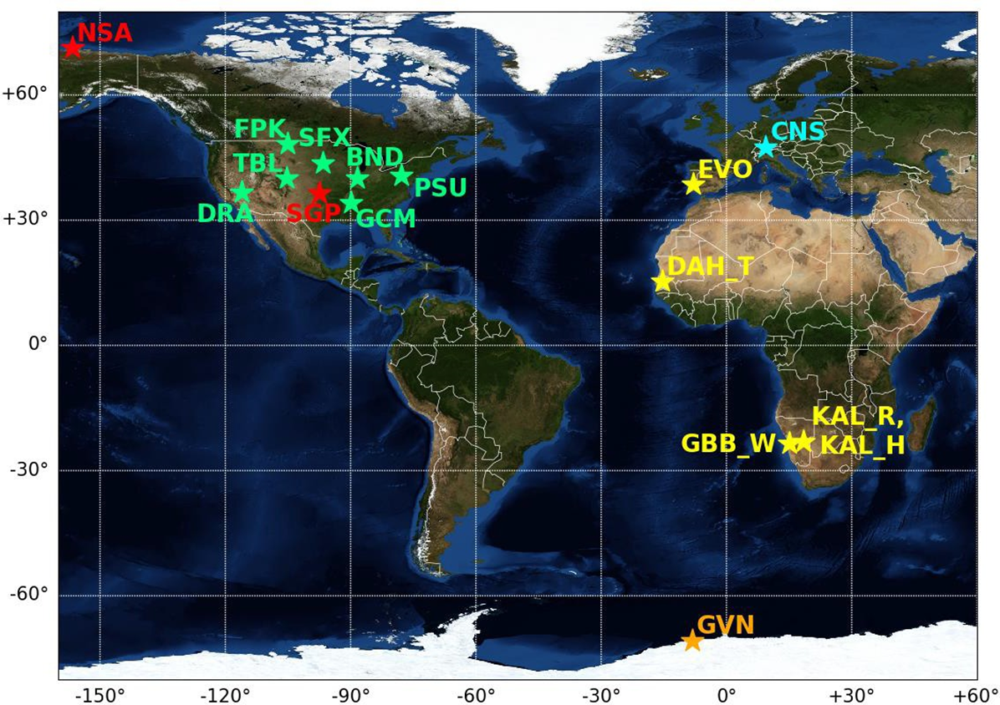 NSA
+60°
FPK
SFX
CNS
TBL
BND
EVO
PSU
DRA
SGP
GCM
+30°
DAH_T
0°
KAL_R,
GBB_W
KAL_H
-30°
-60°
GVN
-150°
-120°
-90°
-60°
-30°
0°
+30°
+60°